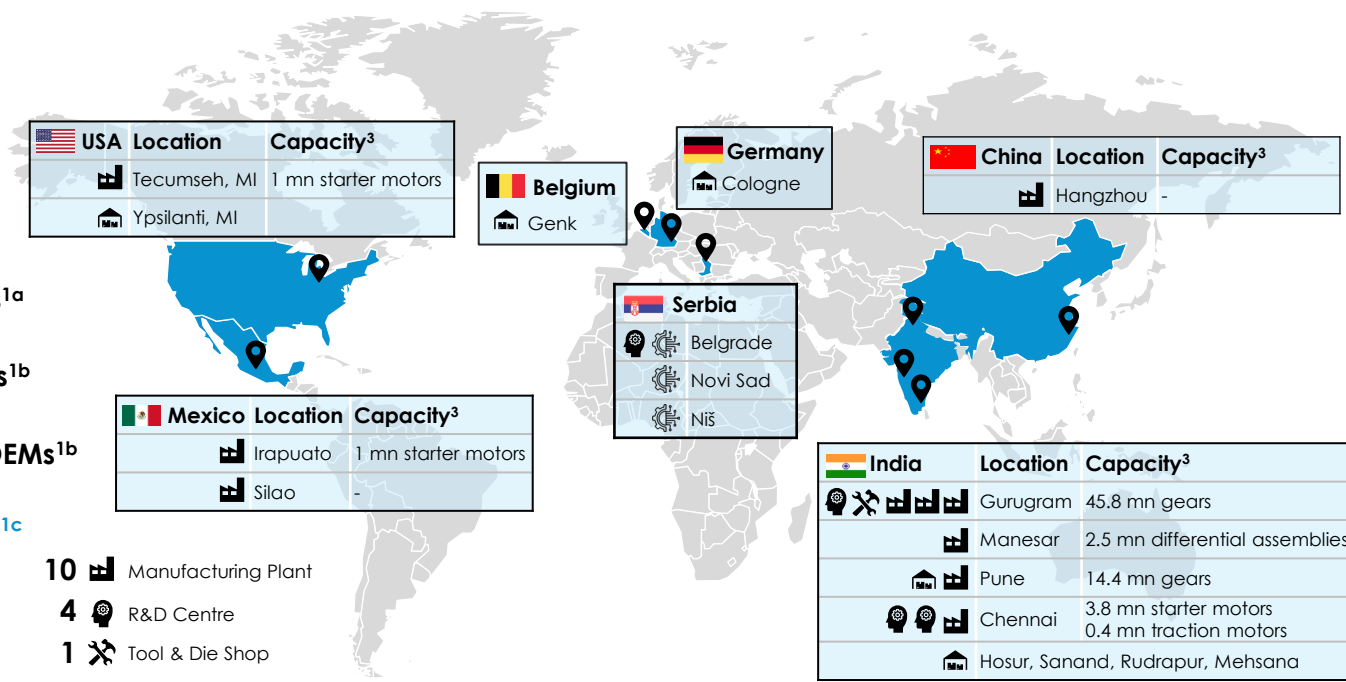 USA Location Capacity³
Tecumseh, MI 1 mn starter motors
Ypsilanti, MI
Belgium
Genk
Germany
Cologne
China Location Capacity³
Hangzhou -
Serbia
Belgrade
Novi Sad
Niš
1a
s1b
OEMs1b
1c
Mexico Location Capacity³
Irapuato 1 mn starter motors
Silao -
India Location Capacity³
Gurugram 45.8 mn gears
Manesar 2.5 mn differential assemblies
Pune 14.4 mn gears
Chennai 3.8 mn starter motors
0.4 mn traction motors
Hosur, Sanand, Rudrapur, Mehsana
10 Manufacturing Plant
4 R&D Centre
1 Tool & Die Shop